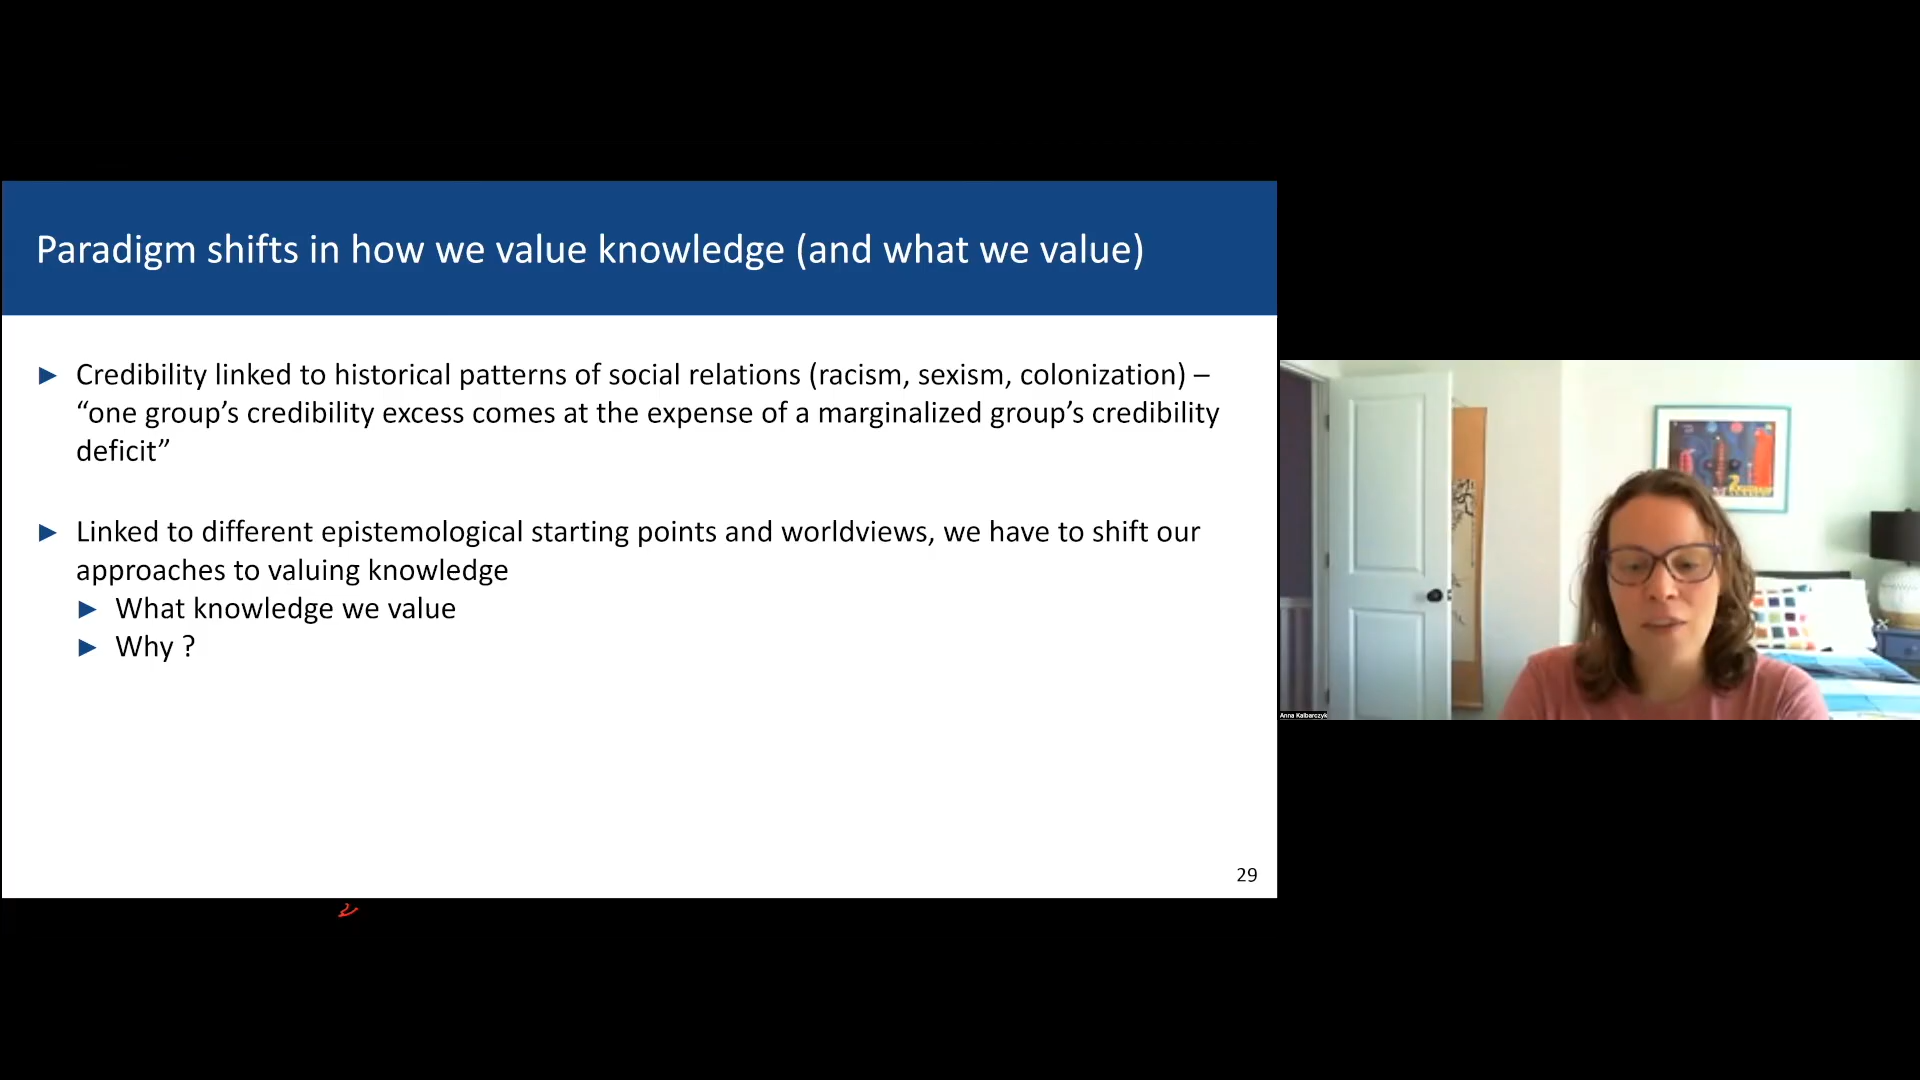 Paradigm shifts in how we value knowledge (and what we value)
► Credibility linked to historical patterns of social relations (racism, sexism, colonization) –
“one group’s credibility excess comes at the expense of a marginalized group’s credibility
deficit”
► Linked to different epistemological starting points and worldviews, we have to shift our
approaches to valuing knowledge
► What knowledge we value
► Why ?
29
Anna Kalbarczyk